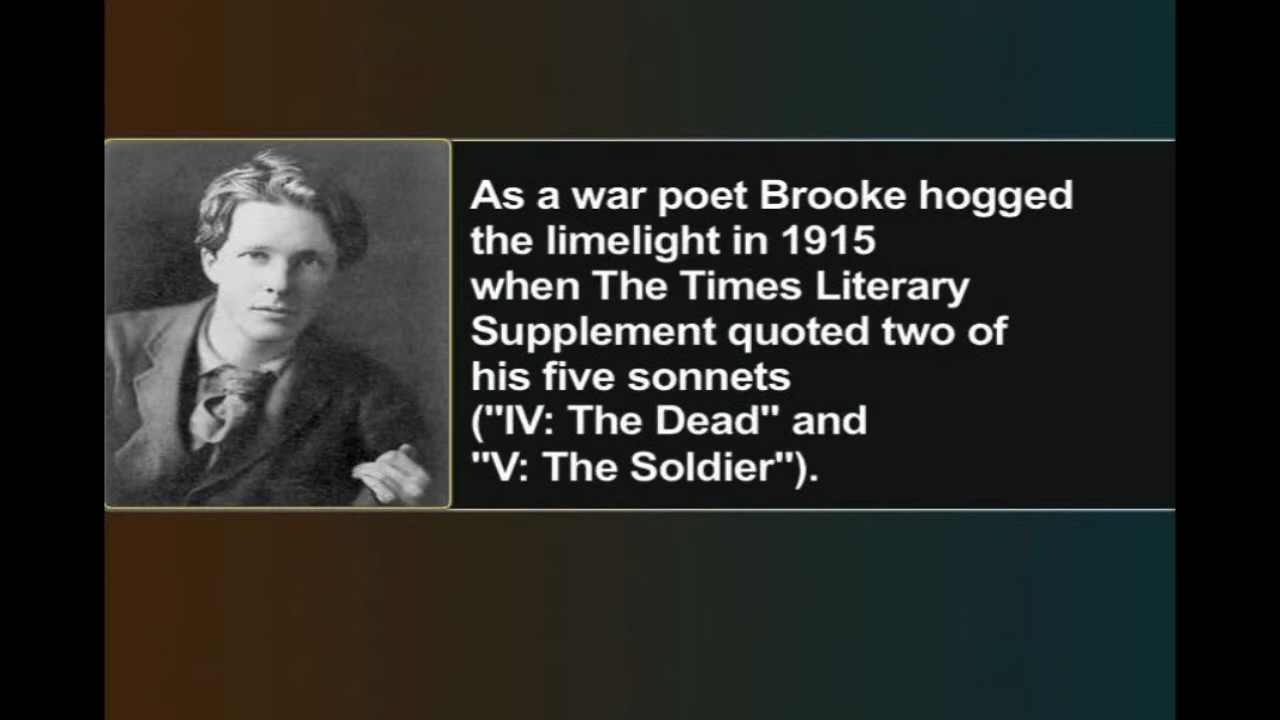 As a war poet Brooke hogged
the limelight in 1915
when The Times Literary
Supplement quoted two of
his five sonnets
("IV: The Dead" and
"V: The Soldier").